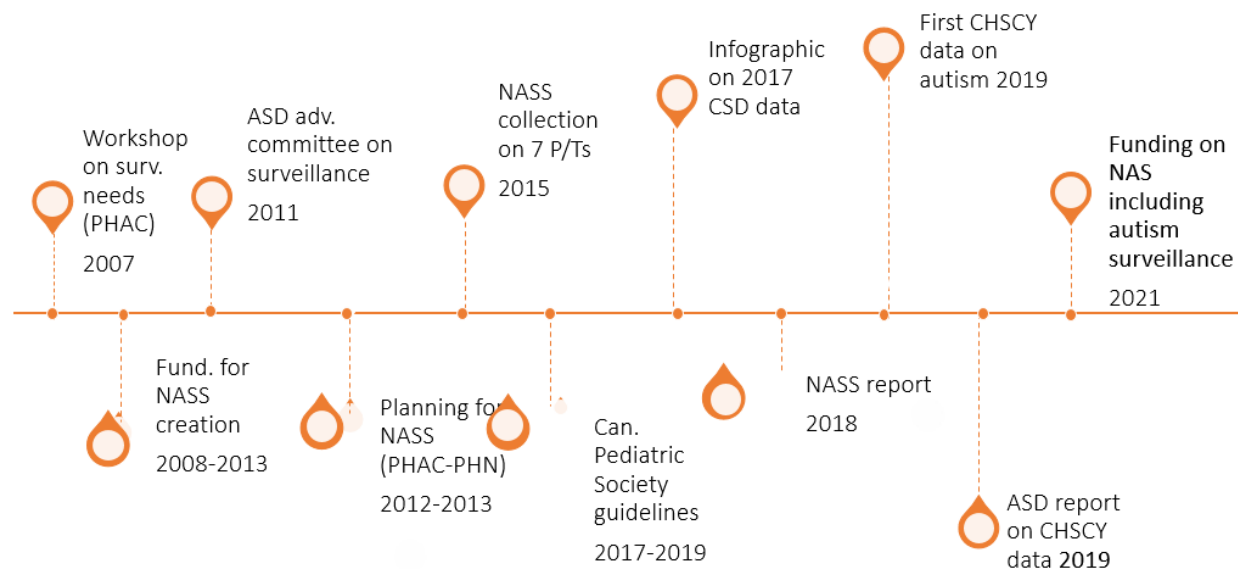 Workshop
on surv.
needs
(PHAC)
2007
Fund. for
NASS
creation
2008-2013
ASD adv.
committee on
surveillance
2011
Planning for
NASS
(PHAC-PHN)
2012-2013
NASS
collection
on 7 P/Ts
2015
Can.
Pediatric
Society
guidelines
2017-2019
Infographic
on 2017
CSD data
NASS report
2018
First CHSCY
data on
autism 2019
ASD report
on CHSCY
data 2019
Funding on
NAS
including
autism
surveillance
2021